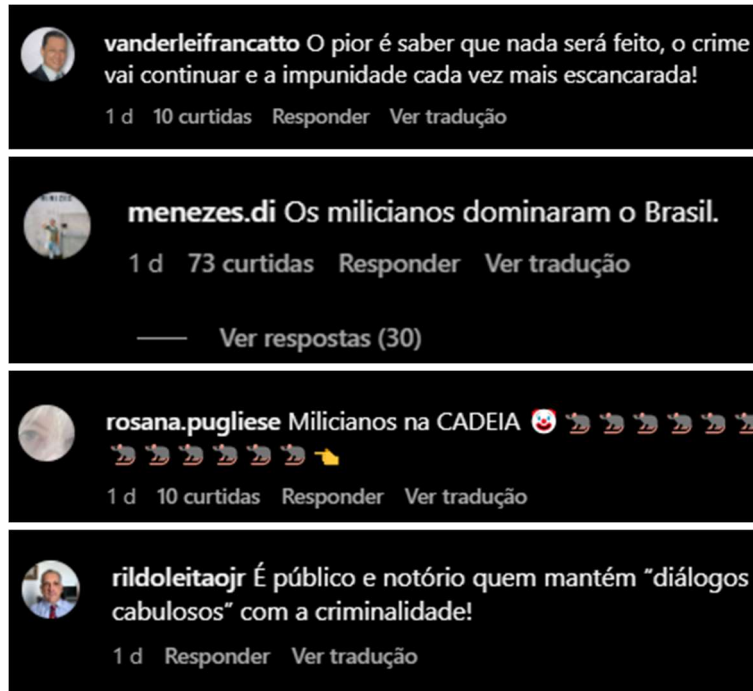 vanderleifrancatto O pior é saber que nada será feito, o crime
vai continuar e a impunidade cada vez mais escancarada!
1 d 10 curtidas Responder Ver tradução
menezes.di Os milicianos dominaram o Brasil.
1 d 73 curtidas Responder Ver tradução
Ver respostas (30)
rosana.pugliese Milicianos na CADEIA 🤡 🐀 🐀 🐀 🐀 🐀 🐀
🐀 🐀 🐀 🐀 🐀 🐀 👈
1 d 10 curtidas Responder Ver tradução
rildoleitaojr É público e notório quem mantém “diálogos
cabulosos” com a criminalidade!
1 d Responder Ver tradução